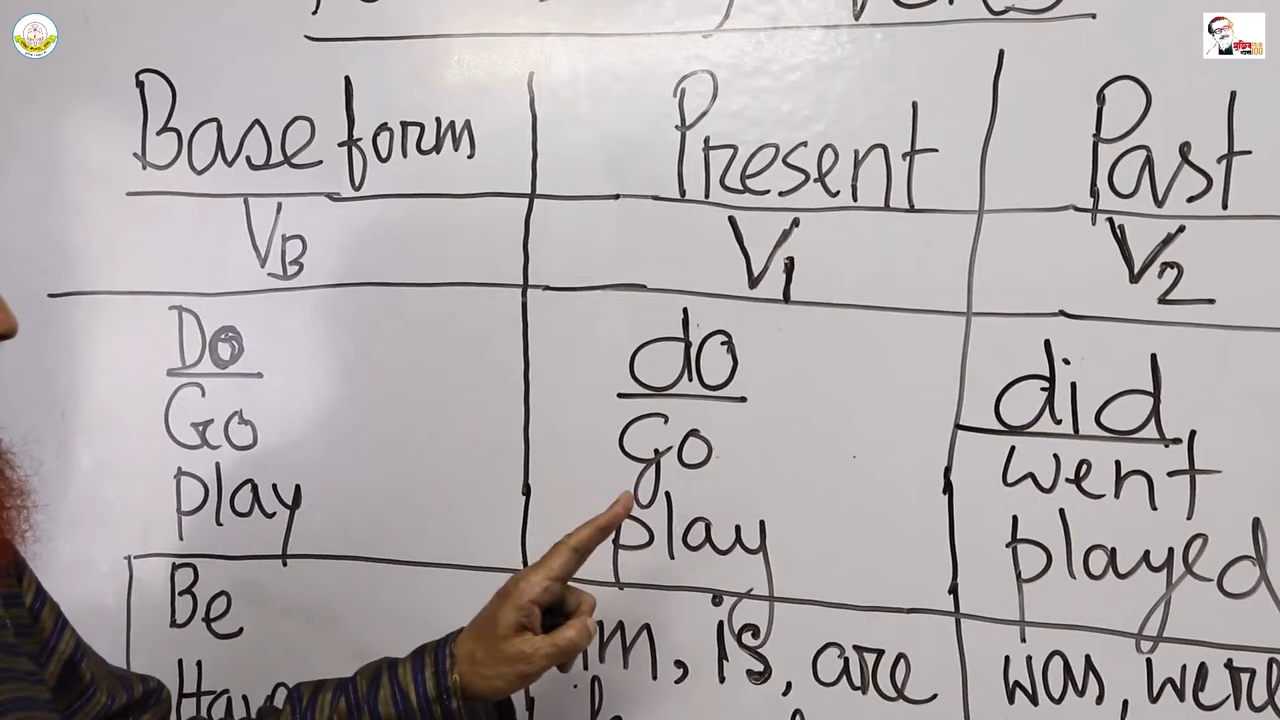 Base form Present Past
VB V1 V2
Do do did
Go Go went
play play played
Be is, are was, were